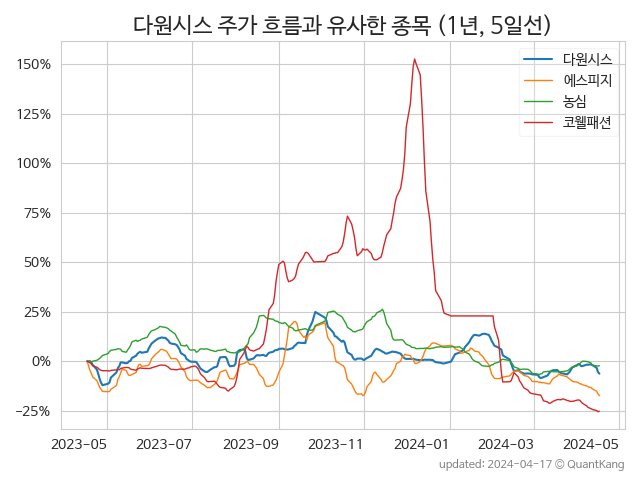 다원시스 주가 흐름과 유사한 종목 (1년, 5일선)
다원시스
에스피지
농심
코웰패션
150%
125%
100%
75%
50%
25%
0%
−25%
2023-05 2023-07 2023-09 2023-11 2024-01 2024-03 2024-05
updated: 2024-04-17 © QuantKang